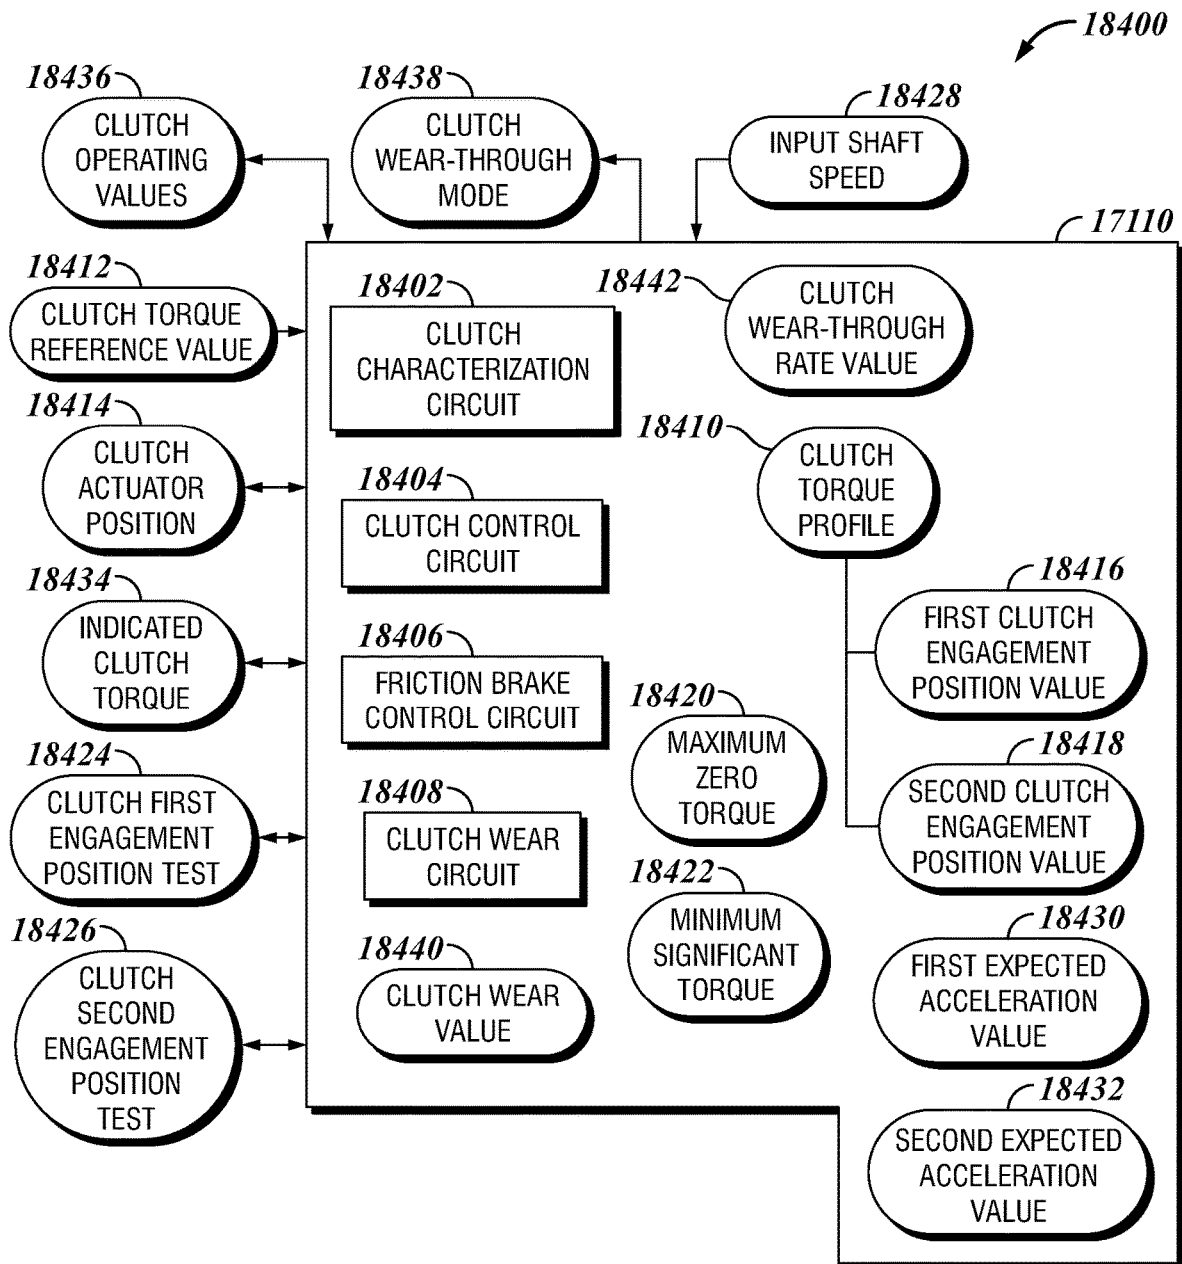 18400
18436
CLUTCH
OPERATING
VALUES
18438
CLUTCH
WEAR-THROUGH
MODE
18428
INPUT SHAFT
SPEED
17110
18412
CLUTCH TORQUE
REFERENCE VALUE
18414
CLUTCH
ACTUATOR
POSITION
18434
INDICATED
CLUTCH
TORQUE
18424
CLUTCH FIRST
ENGAGEMENT
POSITION TEST
18426
CLUTCH
SECOND
ENGAGEMENT
POSITION
TEST
18402
CLUTCH
CHARACTERIZATION
CIRCUIT
18404
CLUTCH CONTROL
CIRCUIT
18406
FRICTION BRAKE
CONTROL CIRCUIT
18408
CLUTCH WEAR
CIRCUIT
18440
CLUTCH WEAR
VALUE
18442
CLUTCH
WEAR-THROUGH
RATE VALUE
18410
CLUTCH
TORQUE
PROFILE
18420
MAXIMUM
ZERO
TORQUE
18422
MINIMUM
SIGNIFICANT
TORQUE
18416
FIRST CLUTCH
ENGAGEMENT
POSITION VALUE
18418
SECOND CLUTCH
ENGAGEMENT
POSITION VALUE
18430
FIRST EXPECTED
ACCELERATION
VALUE
18432
SECOND EXPECTED
ACCELERATION
VALUE